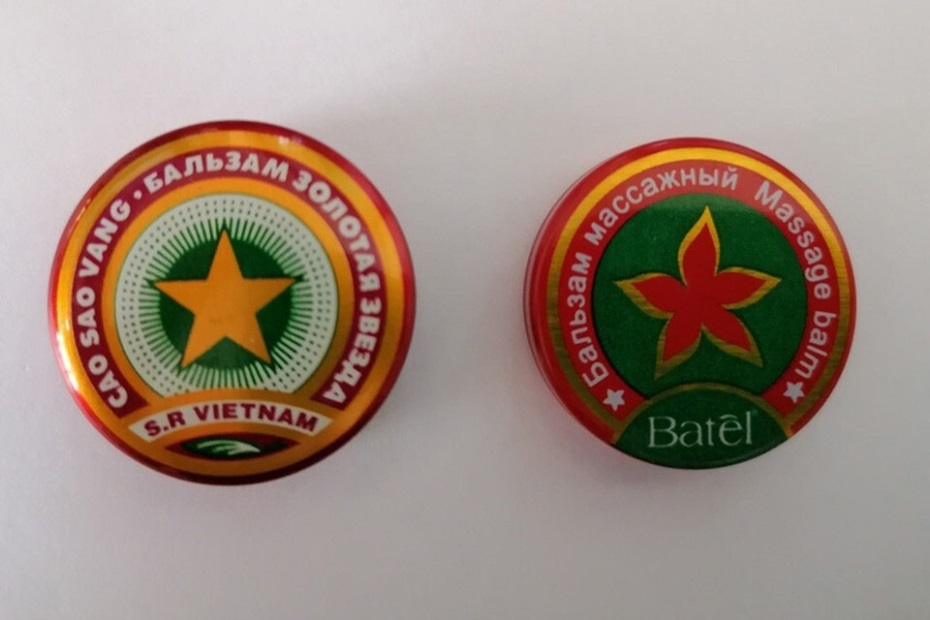 CAO SAO VANG · БАЛЬЗАМ ЗОЛОТАЯ ЗВЕЗДА
S.R VIETNAM
Бальзам массажный Massage balm
Batēl